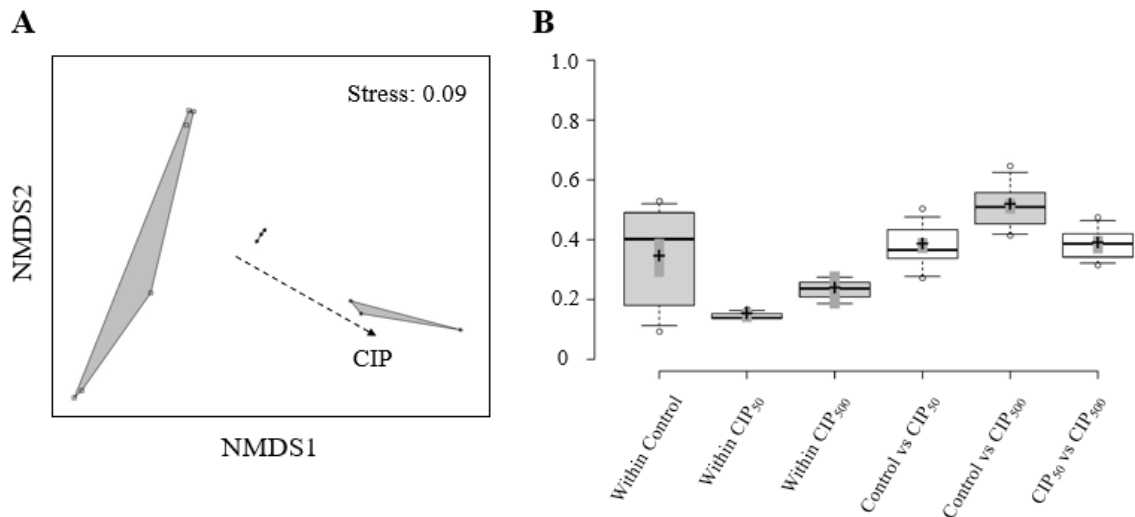 A
B
Stress: 0.09
CIP
NMDS2
NMDS1
1.0
0.8
0.6
0.4
0.2
0
Within Control
Within CIP₅₀
Within CIP₅₀₀
Control vs CIP₅₀
Control vs CIP₅₀₀
CIP₅₀ vs CIP₅₀₀